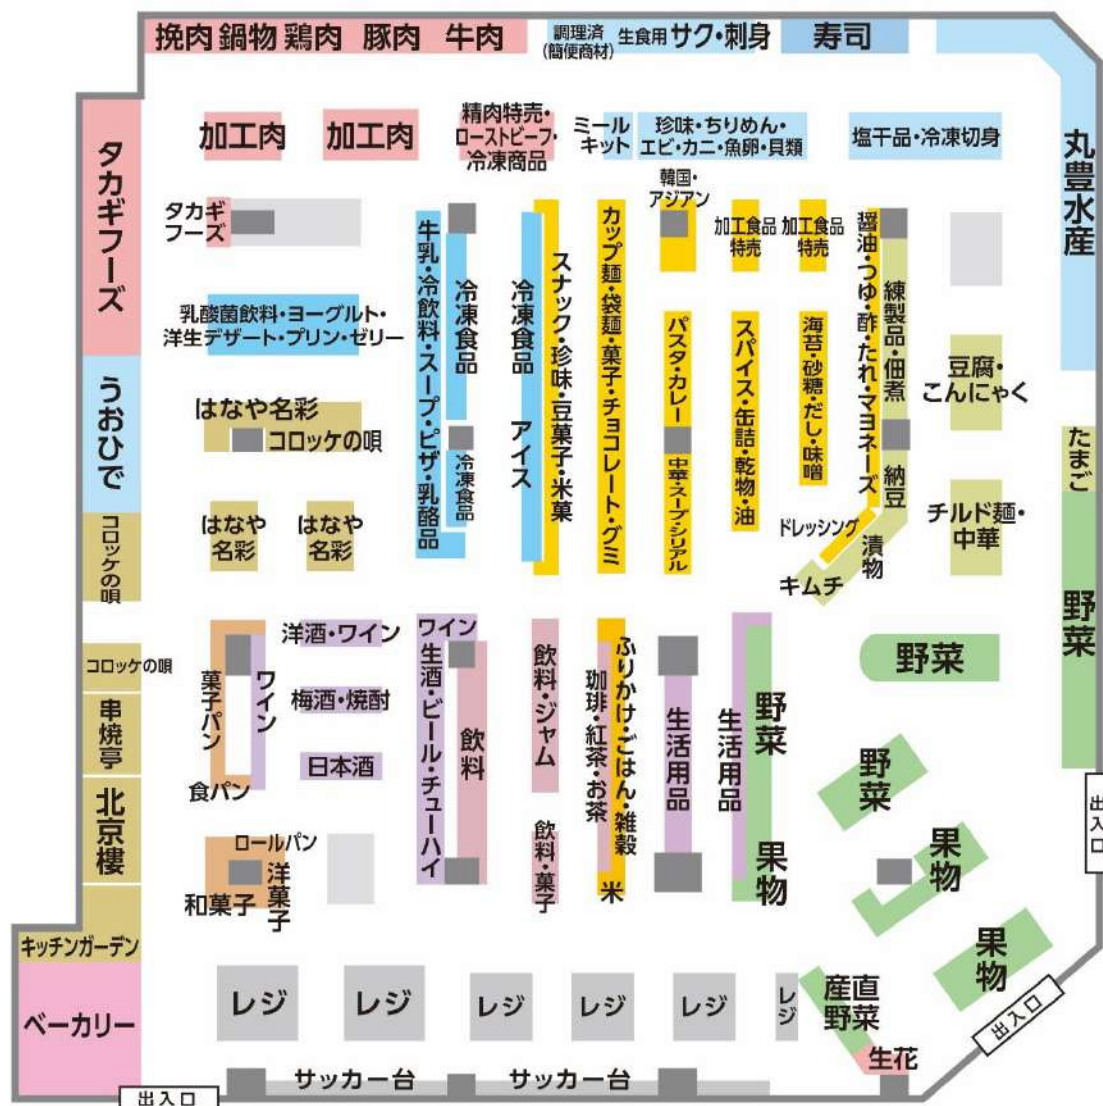 挽肉
鍋物
鶏肉
豚肉
牛肉
調理済
(簡便商材)
生食用
サク・刺身
寿司
タカギフーズ
加工肉
加工肉
精肉特売・
ローストビーフ・
冷凍商品
ミール
キット
珍味・ちりめん・
エビ・カニ・魚卵・貝類
塩干品・冷凍切身
丸豊水産
タカギ
フーズ
乳酸菌飲料・ヨーグルト・
洋生デザート・プリン・ゼリー
牛乳・冷飲料・スープ・ピザ・乳酪品
冷凍食品
冷凍食品
冷凍食品
アイス
スナック・珍味・豆菓子・米菓
カップ麺・袋麺・菓子・チョコレート・グミ
韓国・
アジアン
加工食品
特売
加工食品
特売
パスタ・カレー
中華・スープ・シリアル
スパイス・缶詰・乾物・油
海苔・砂糖・だし・味噌
醤油・つゆ・酢・たれ・マヨネーズ
ドレッシング
練製品・佃煮
納豆
漬物
キムチ
豆腐・
こんにゃく
チルド麺・
中華
たまご
野菜
うおひで
はなや名彩
コロッケの唄
はなや
名彩
はなや
名彩
コロッケの唄
コロッケの唄
串焼亭
北京樓
キッチンガーデン
ベーカリー
菓子パン
ワイン
食パン
洋酒・ワイン
梅酒・焼酎
日本酒
ロールパン
洋菓子
和菓子
ワイン
生酒・ビール・チューハイ
飲料
飲料・ジャム
飲料・菓子
珈琲・紅茶・お茶
ふりかけ・ごはん・雑穀
米
生活用品
生活用品
野菜
果物
野菜
野菜
果物
果物
出入口
レジ
レジ
レジ
レジ
レジ
レジ
産直
野菜
生花
出入口
サッカー台
サッカー台
出入口